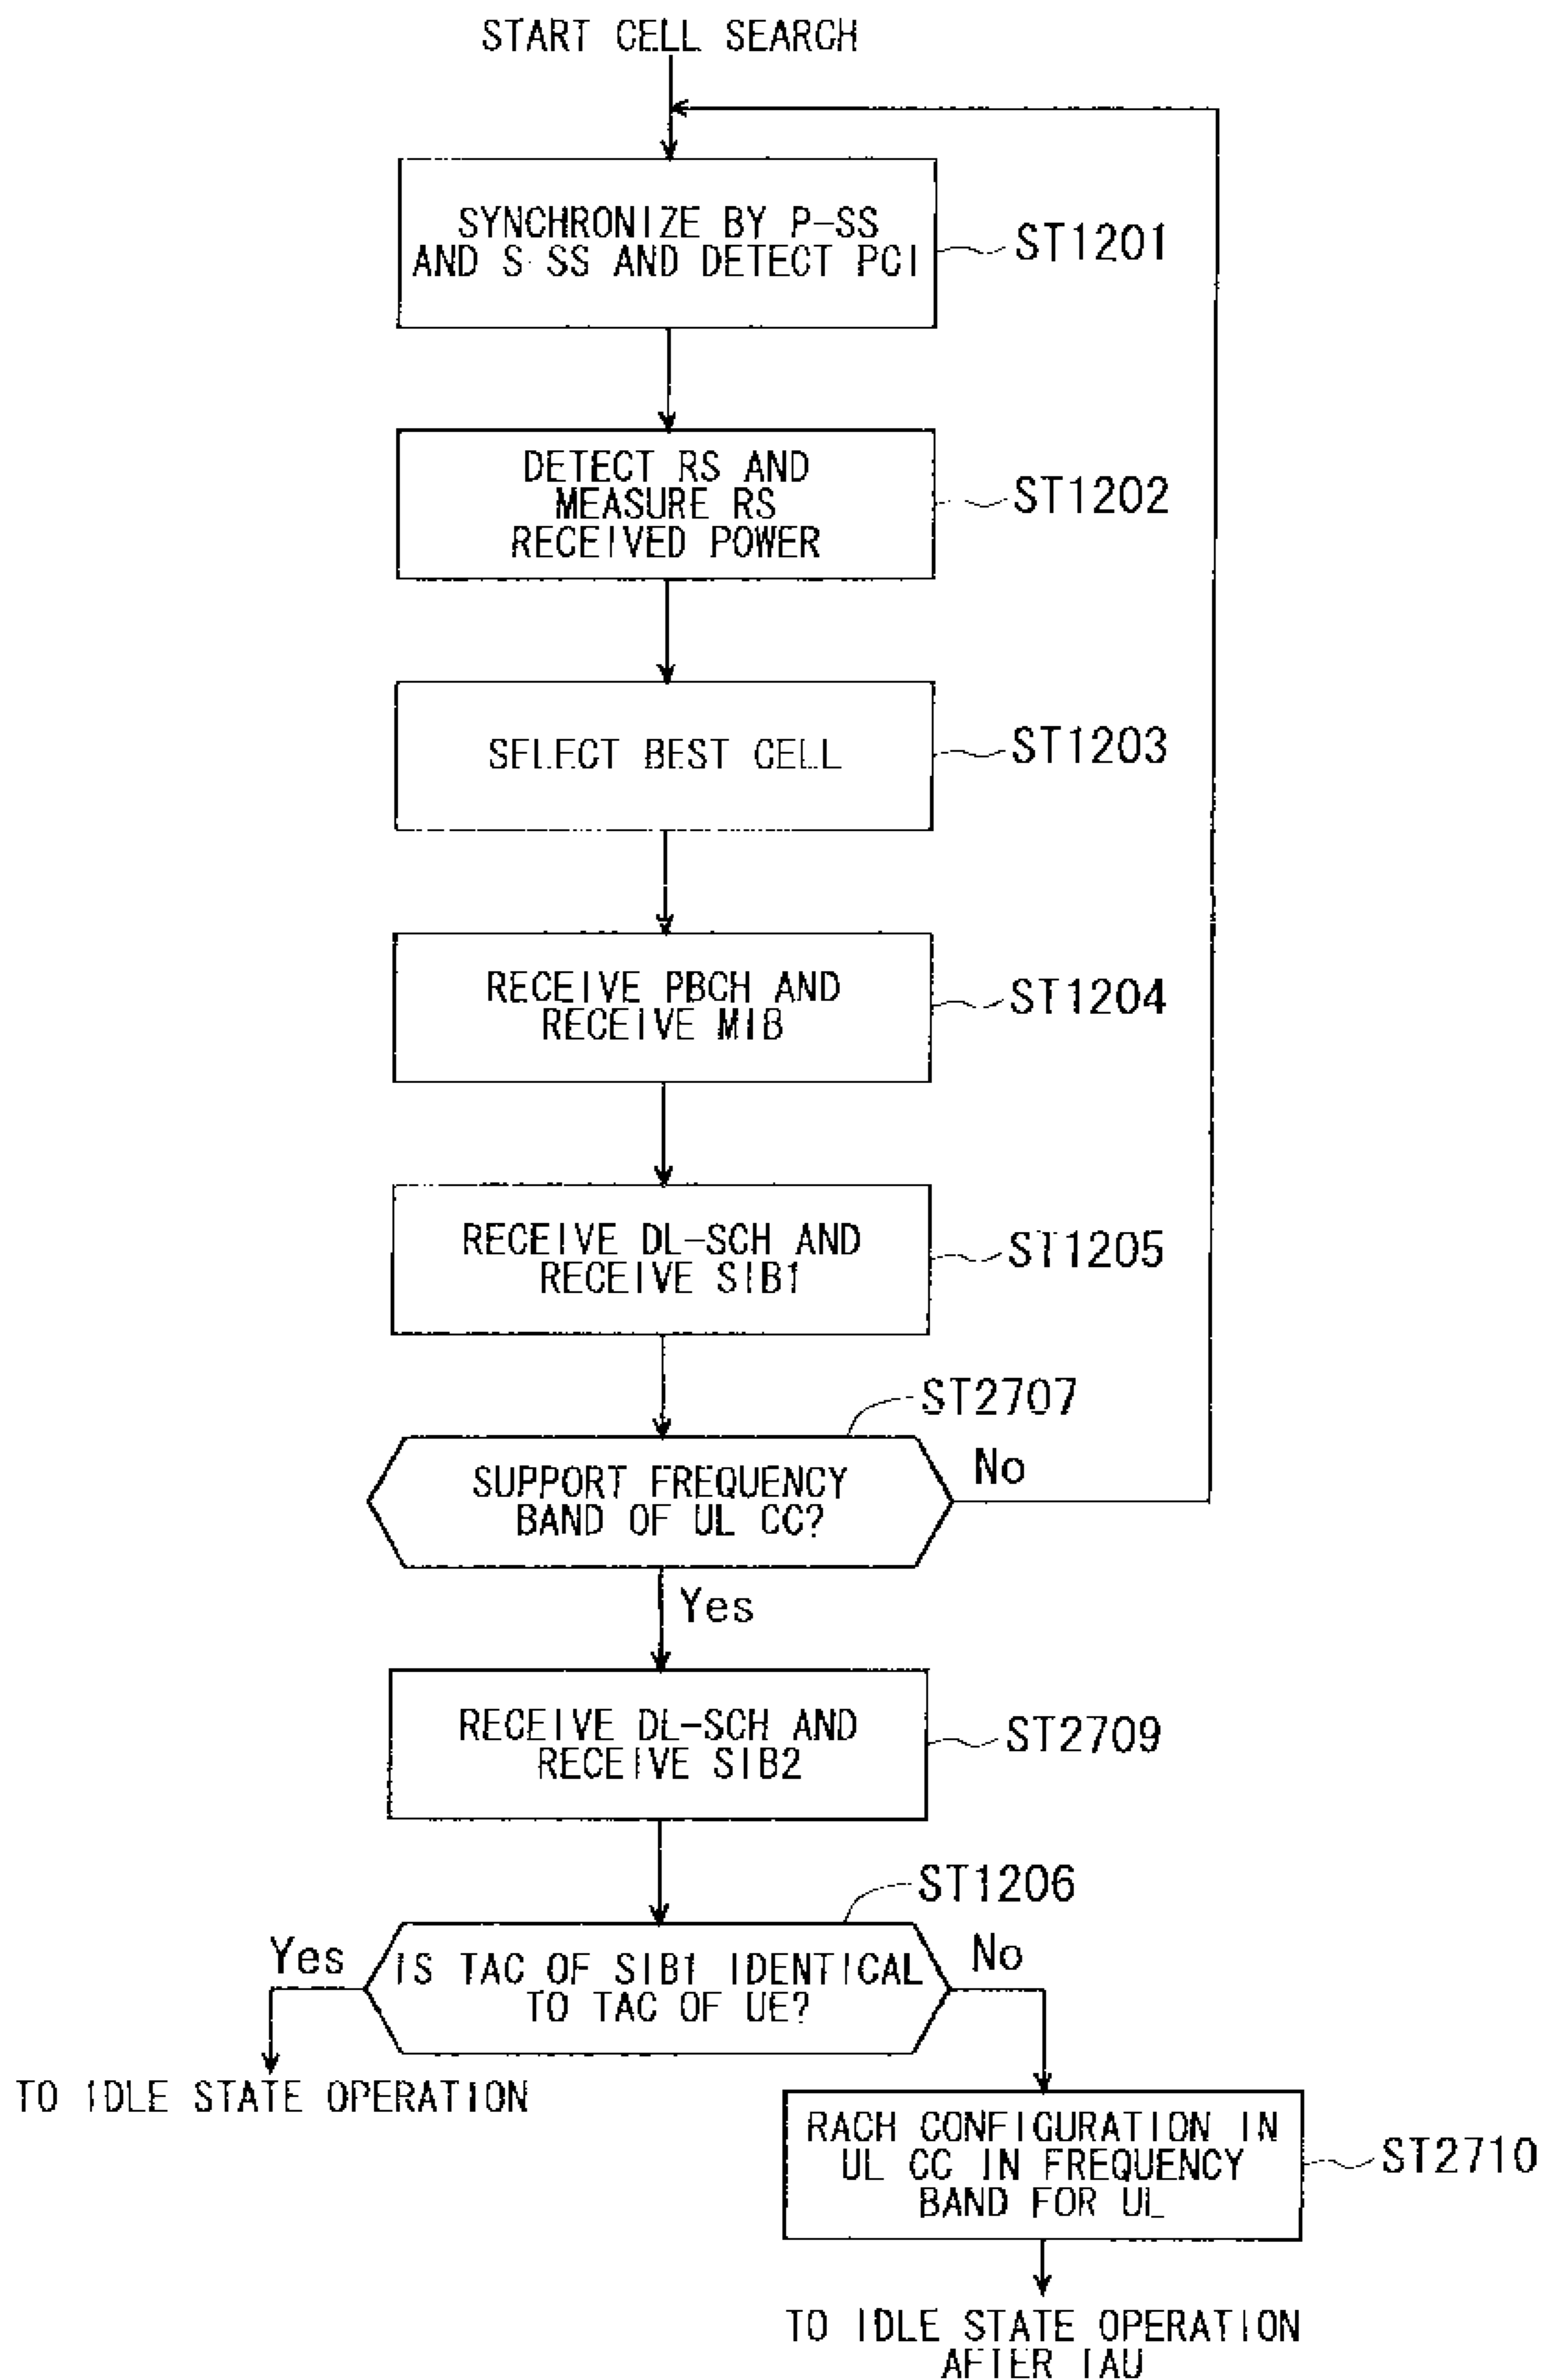 START CELL SEARCH
SYNCHRONIZE BY P-SS
AND S-SS AND DETECT PCI
ST1201
DETECT RS AND
MEASURE RS
RECEIVED POWER
ST1202
SELECT BEST CELL
ST1203
RECEIVE PBCH AND
RECEIVE MIB
ST1204
RECEIVE DL-SCH AND
RECEIVE SIB1
ST1205
ST2707
SUPPORT FREQUENCY
BAND OF UL CC?
No
Yes
RECEIVE DL-SCH AND
RECEIVE SIB2
ST2709
ST1206
Yes
IS TAC OF SIB1 IDENTICAL
TO TAC OF UE?
No
TO IDLE STATE OPERATION
RACH CONFIGURATION IN
UL CC IN FREQUENCY
BAND FOR UL
ST2710
TO IDLE STATE OPERATION
AFTER TAU